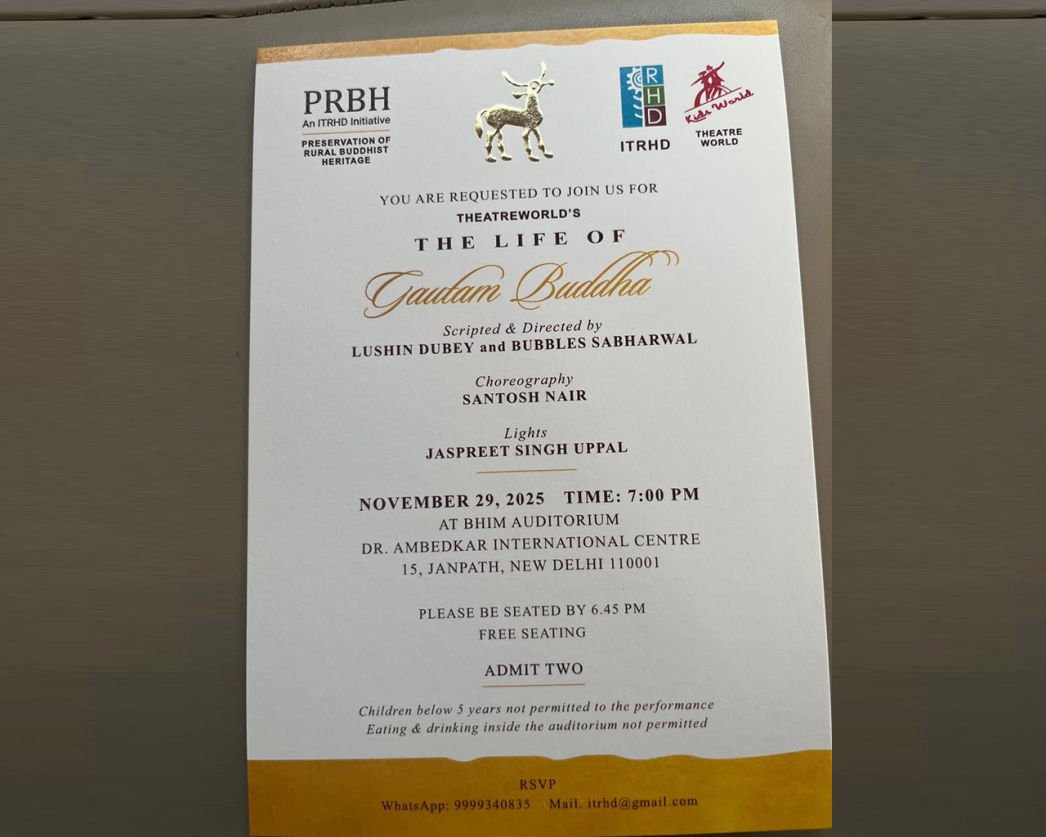 PRBH
An ITRHD Initiative
PRESERVATION OF
RURAL BUDDHIST
HERITAGE
RHD
ITRHD
Kids World
THEATRE
WORLD
YOU ARE REQUESTED TO JOIN US FOR
THEATREWORLD'S
THE LIFE OF
Gautam Buddha
Scripted & Directed by
LUSHIN DUBEY and BUBBLES SABHARWAL
Choreography
SANTOSH NAIR
Lights
JASPREET SINGH UPPAL
NOVEMBER 29, 2025 TIME: 7:00 PM
AT BHIM AUDITORIUM
DR. AMBEDKAR INTERNATIONAL CENTRE
15, JANPATH, NEW DELHI 110001
PLEASE BE SEATED BY 6.45 PM
FREE SEATING
ADMIT TWO
Children below 5 years not permitted to the performance
Eating & drinking inside the auditorium not permitted
RSVP
WhatsApp: 9999340835 Mail: itrhd@gmail.com